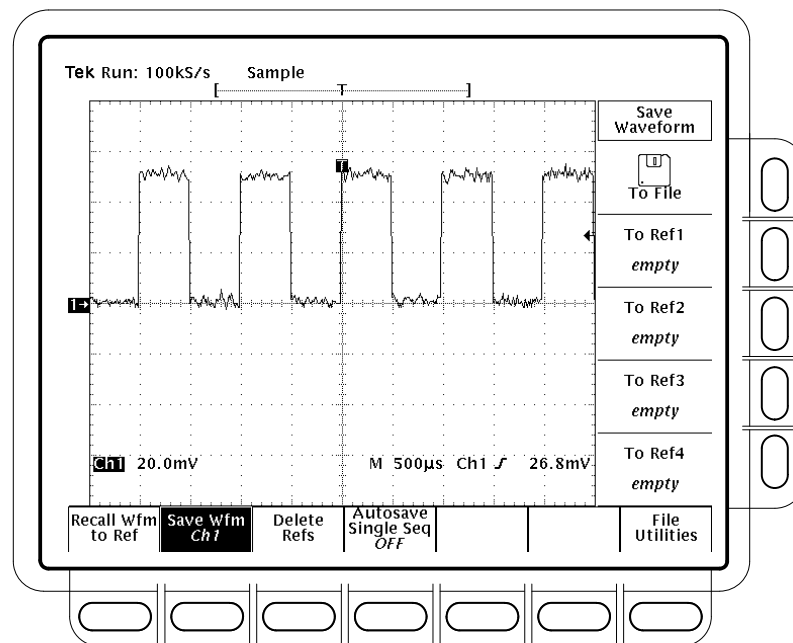 Tek Run: 100kS/s Sample
[ T ]
Save
Waveform
To File
T
To Ref1
empty
1→
To Ref2
empty
To Ref3
empty
To Ref4
empty
Ch1 20.0mV M 500µs Ch1 ƒ 26.8mV
Recall Wfm
to Ref
Save Wfm
Ch1
Delete
Refs
Autosave
Single Seq
OFF
File
Utilities